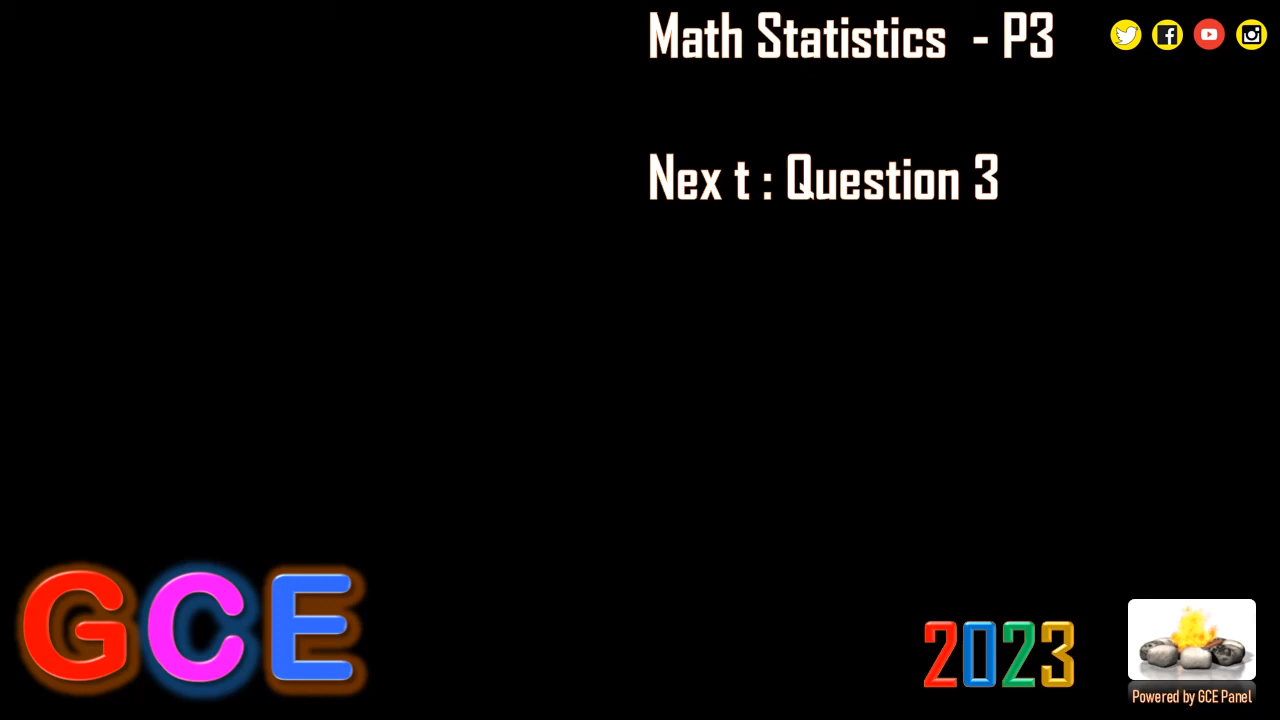 Math Statistics - P3
Nex t : Question 3
GCE
2023
Powered by GCE Panel